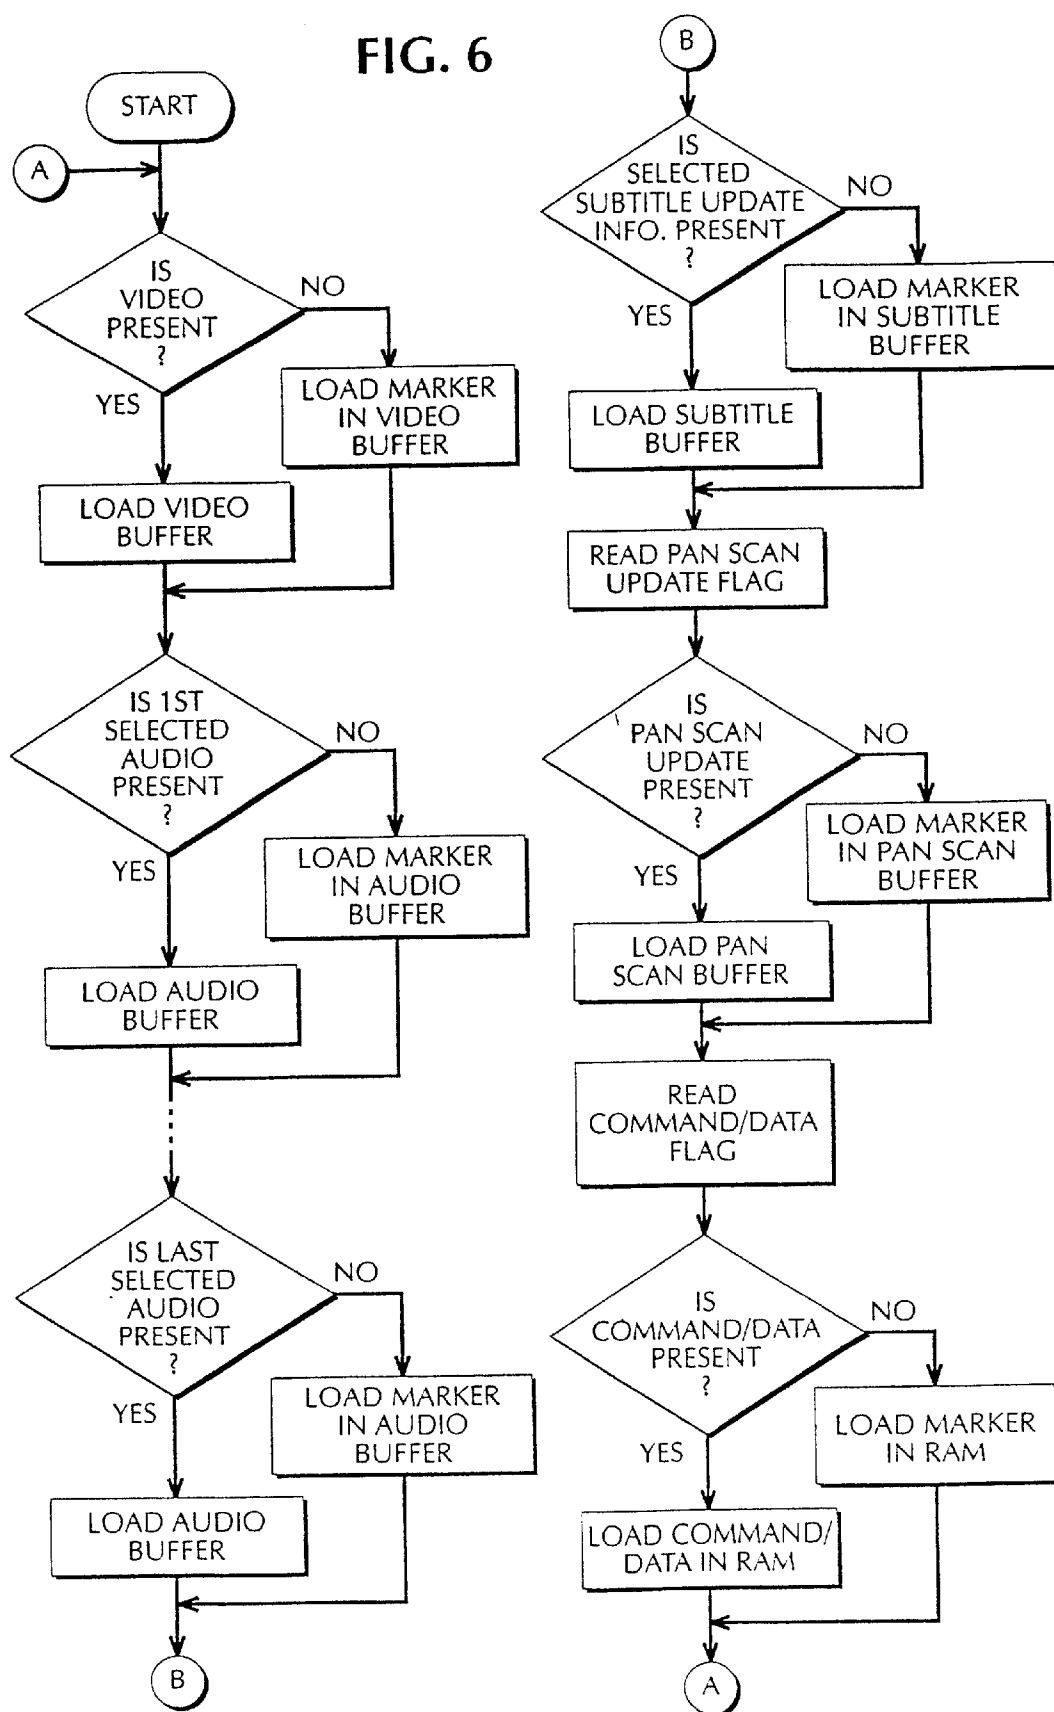 FIG. 6
START
A
IS
VIDEO
PRESENT
?
NO
YES
LOAD MARKER
IN VIDEO
BUFFER
LOAD VIDEO
BUFFER
IS 1ST
SELECTED
AUDIO
PRESENT
?
NO
YES
LOAD MARKER
IN AUDIO
BUFFER
LOAD AUDIO
BUFFER
IS LAST
SELECTED
AUDIO
PRESENT
?
NO
YES
LOAD MARKER
IN AUDIO
BUFFER
LOAD AUDIO
BUFFER
B
B
IS
SELECTED
SUBTITLE UPDATE
INFO. PRESENT
?
NO
YES
LOAD MARKER
IN SUBTITLE
BUFFER
LOAD SUBTITLE
BUFFER
READ PAN SCAN
UPDATE FLAG
IS
PAN SCAN
UPDATE
PRESENT
?
NO
YES
LOAD MARKER
IN PAN SCAN
BUFFER
LOAD PAN
SCAN BUFFER
READ
COMMAND/DATA
FLAG
IS
COMMAND/DATA
PRESENT
?
NO
YES
LOAD MARKER
IN RAM
LOAD COMMAND/
DATA IN RAM
A